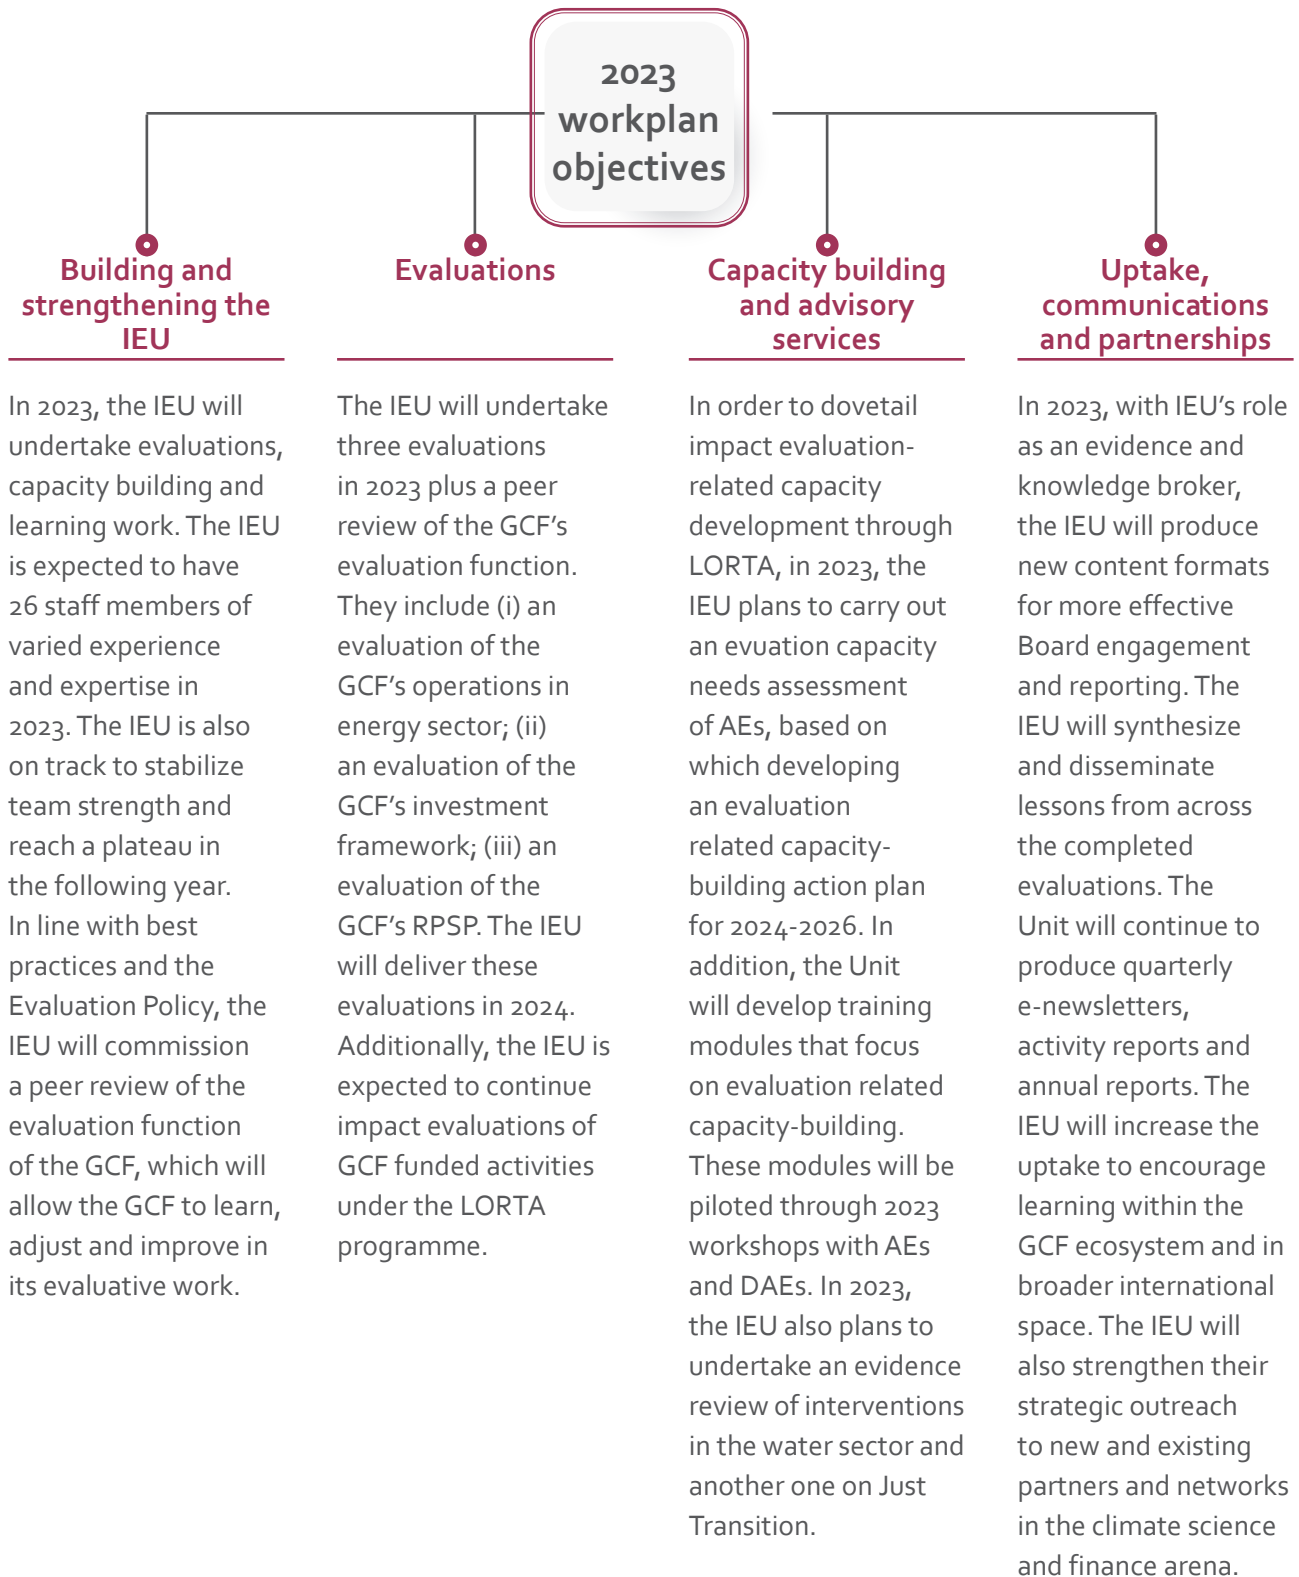 2023
workplan
objectives
Building and
strengthening the
IEU
In 2023, the IEU will
undertake evaluations,
capacity building and
learning work. The IEU
is expected to have
26 staff members of
varied experience
and expertise in
2023. The IEU is also
on track to stabilize
team strength and
reach a plateau in
the following year.
In line with best
practices and the
Evaluation Policy, the
IEU will commission
a peer review of the
evaluation function
of the GCF, which will
allow the GCF to learn,
adjust and improve in
its evaluative work.
Evaluations
The IEU will undertake
three evaluations
in 2023 plus a peer
review of the GCF’s
evaluation function.
They include (i) an
evaluation of the
GCF’s operations in
energy sector; (ii)
an evaluation of the
GCF’s investment
framework; (iii) an
evaluation of the
GCF’s RPSP. The IEU
will deliver these
evaluations in 2024.
Additionally, the IEU is
expected to continue
impact evaluations of
GCF funded activities
under the LORTA
programme.
Capacity building
and advisory
services
In order to dovetail
impact evaluation-
related capacity
development through
LORTA, in 2023, the
IEU plans to carry out
an evuation capacity
needs assessment
of AEs, based on
which developing
an evaluation
related capacity-
building action plan
for 2024-2026. In
addition, the Unit
will develop training
modules that focus
on evaluation related
capacity-building.
These modules will be
piloted through 2023
workshops with AEs
and DAEs. In 2023,
the IEU also plans to
undertake an evidence
review of interventions
in the water sector and
another one on Just
Transition.
Uptake,
communications
and partnerships
In 2023, with IEU’s role
as an evidence and
knowledge broker,
the IEU will produce
new content formats
for more effective
Board engagement
and reporting. The
IEU will synthesize
and disseminate
lessons from across
the completed
evaluations. The
Unit will continue to
produce quarterly
e-newsletters,
activity reports and
annual reports. The
IEU will increase the
uptake to encourage
learning within the
GCF ecosystem and in
broader international
space. The IEU will
also strengthen their
strategic outreach
to new and existing
partners and networks
in the climate science
and finance arena.